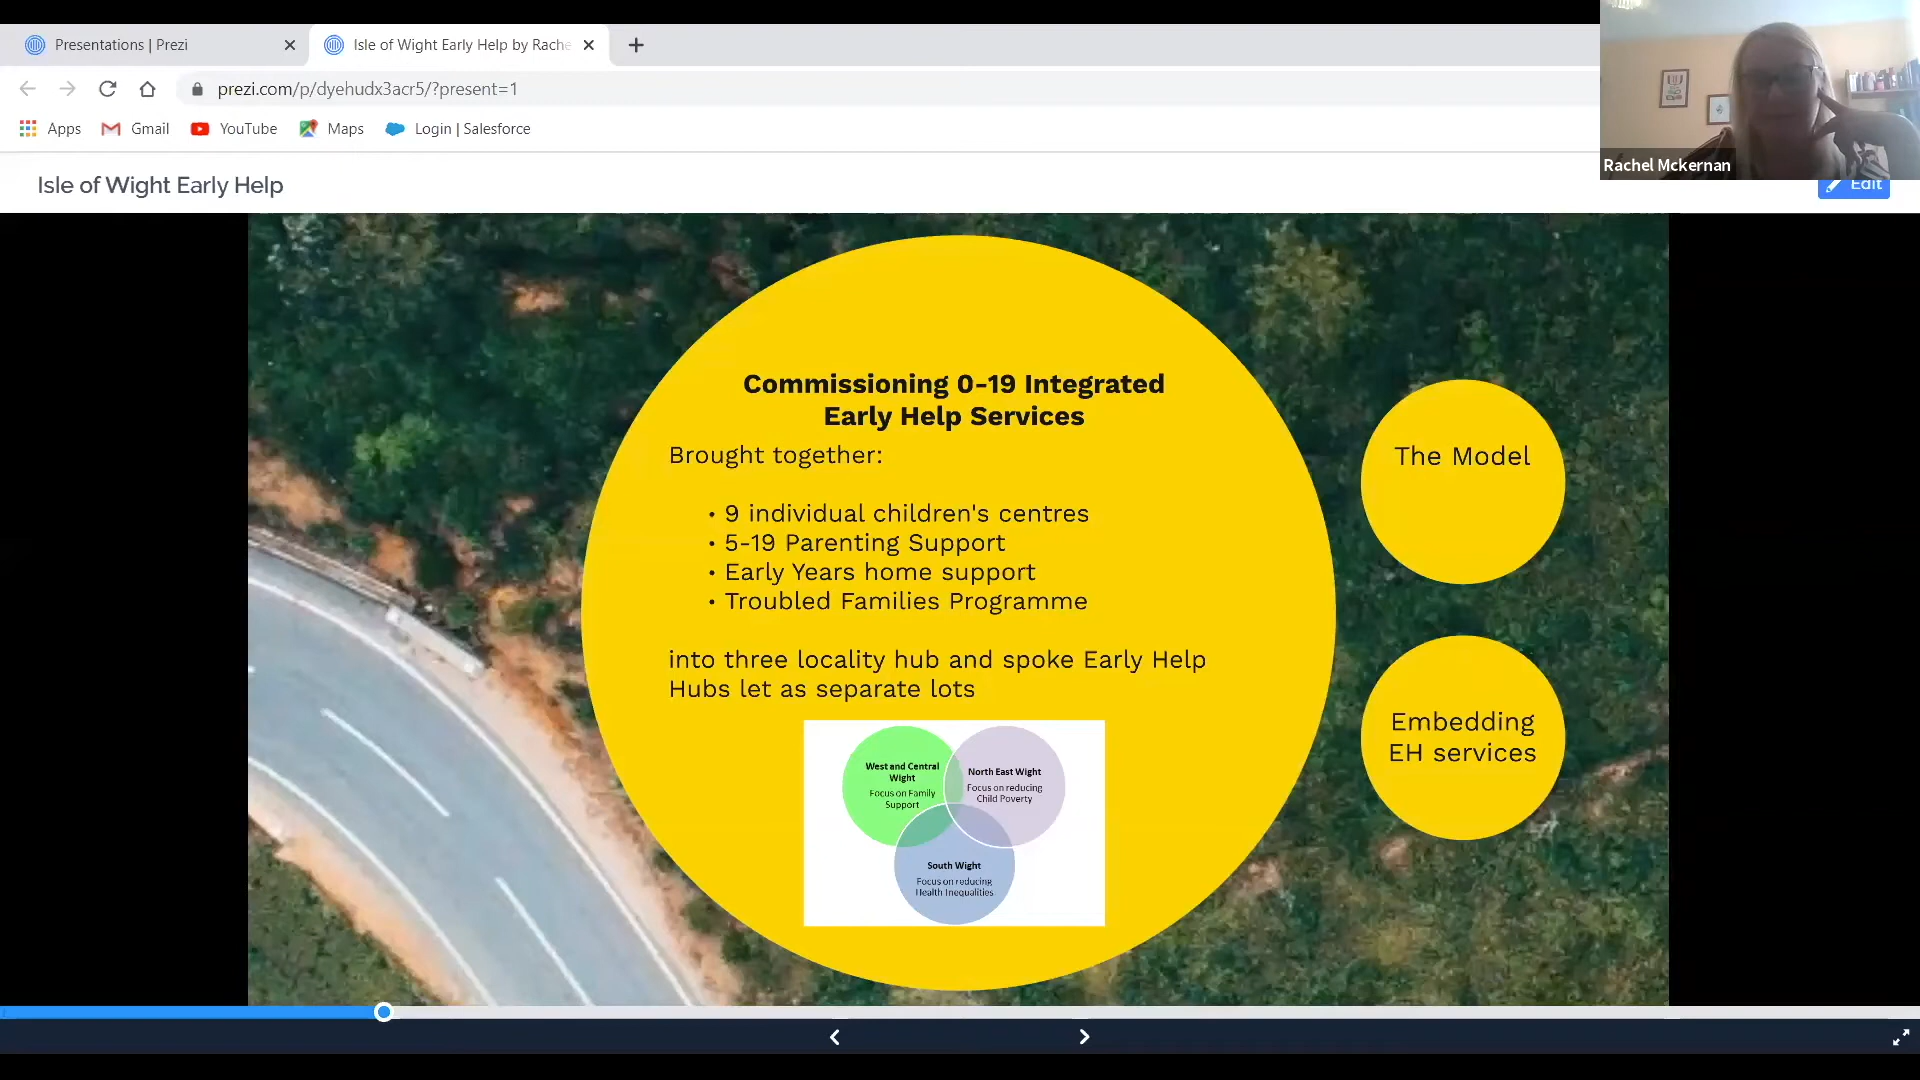 Presentations | Prezi
Isle of Wight Early Help by Rache
prezi.com/p/dyehudx3acr5/?present=1
Apps
Gmail
YouTube
Maps
Login | Salesforce
Rachel Mckernan
Isle of Wight Early Help
Edit
Commissioning 0-19 Integrated
Early Help Services
Brought together:
• 9 individual children's centres
• 5-19 Parenting Support
• Early Years home support
• Troubled Families Programme
into three locality hub and spoke Early Help
Hubs let as separate lots
West and Central
Wight
Focus on Family
Support
North East Wight
Focus on reducing
Child Poverty
South Wight
Focus on reducing
Health Inequalities
The Model
Embedding
EH services